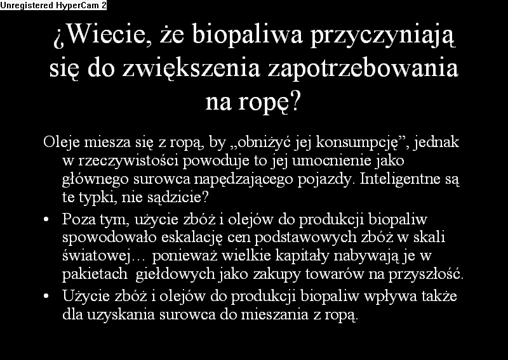 Unregistered HyperCam 2
¿Wiecie, że biopaliwa przyczyniają
się do zwiększenia zapotrzebowania
na ropę?
Oleje miesza się z ropą, by „obniżyć jej konsumpcję”, jednak
w rzeczywistości powoduje to jej umocnienie jako
głównego surowca napędzającego pojazdy. Inteligentne są
te typki, nie sądzicie?
• Poza tym, użycie zbóż i olejów do produkcji biopaliw
spowodowało eskalację cen podstawowych zbóż w skali
światowej… ponieważ wielkie kapitały nabywają je w
pakietach giełdowych jako zakupy towarów na przyszłość.
• Użycie zbóż i olejów do produkcji biopaliw wpływa także
dla uzyskania surowca do mieszania z ropą.